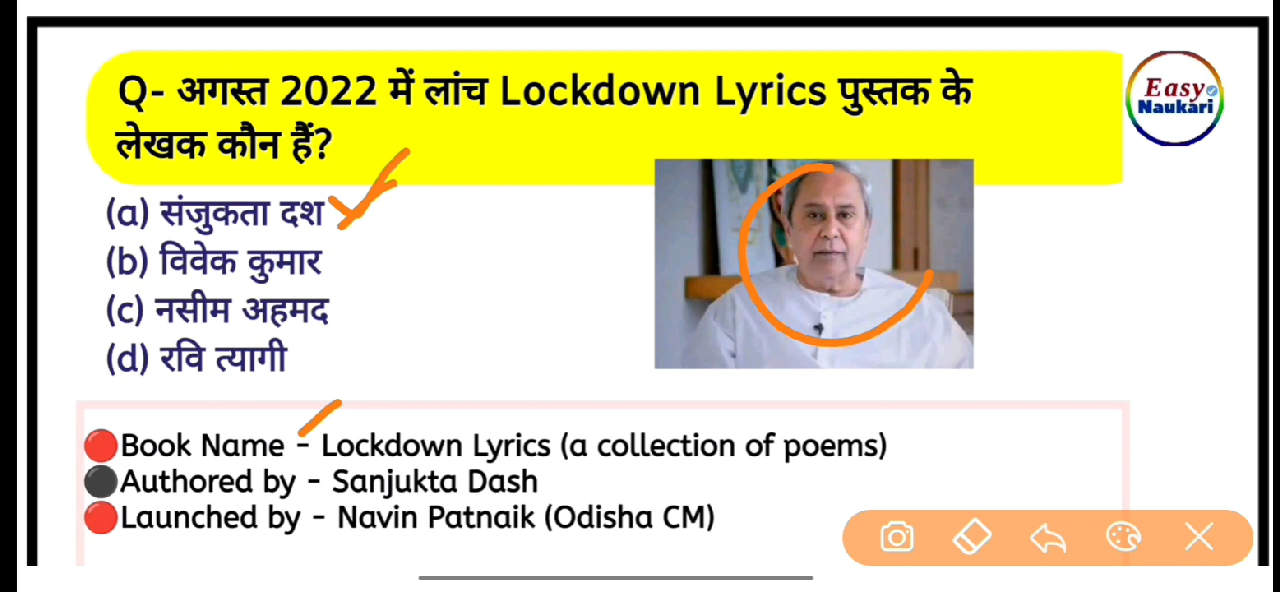 Q- अगस्त 2022 में लांच Lockdown Lyrics पुस्तक के
लेखक कौन हैं?
Easy
Naukari
(a) संजुकता दश
(b) विवेक कुमार
(c) नसीम अहमद
(d) रवि त्यागी
Book Name - Lockdown Lyrics (a collection of poems)
Authored by - Sanjukta Dash
Launched by - Navin Patnaik (Odisha CM)